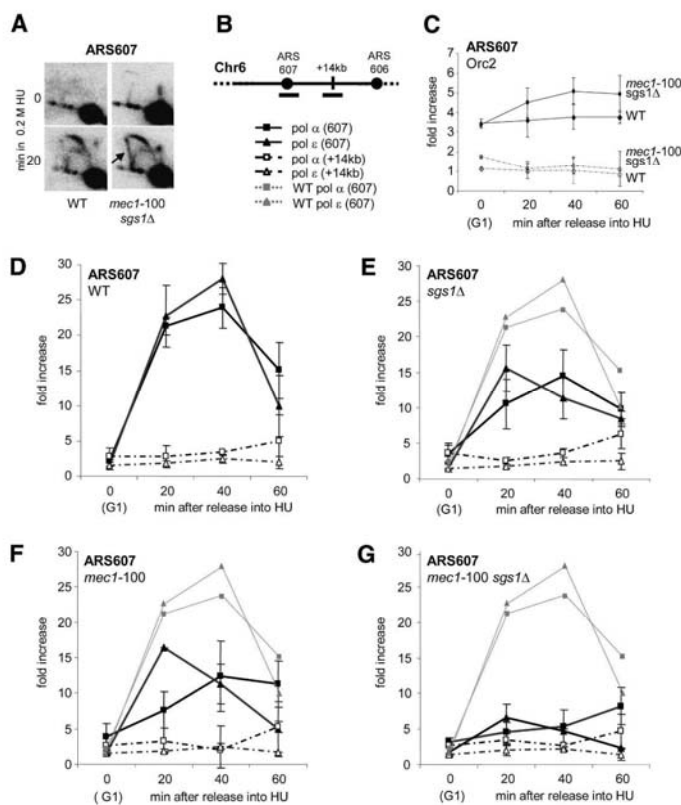 A
ARS607
min in 0.2 M HU
0
20
WT
mec1-100
sgs1Δ
B
ARS
607
+14kb
ARS
606
Chr6
pol α (607)
pol ε (607)
pol α (+14kb)
pol ε (+14kb)
WT pol α (607)
WT pol ε (607)
C
ARS607
Orc2
fold increase
7
6
5
4
3
2
1
0
mec1-100
sgs1Δ
WT
mec1-100
sgs1Δ
WT
0 20 40 60
(G1) min after release into HU
D
ARS607
WT
fold increase
30
25
20
15
10
5
0
0 20 40 60
(G1) min after release into HU
E
ARS607
sgs1Δ
fold increase
30
25
20
15
10
5
0
0 20 40 60
(G1) min after release into HU
F
ARS607
mec1-100
fold increase
30
25
20
15
10
5
0
0 20 40 60
( G1) min after release into HU
G
ARS607
mec1-100 sgs1Δ
fold increase
30
25
20
15
10
5
0
0 20 40 60
(G1) min after release into HU